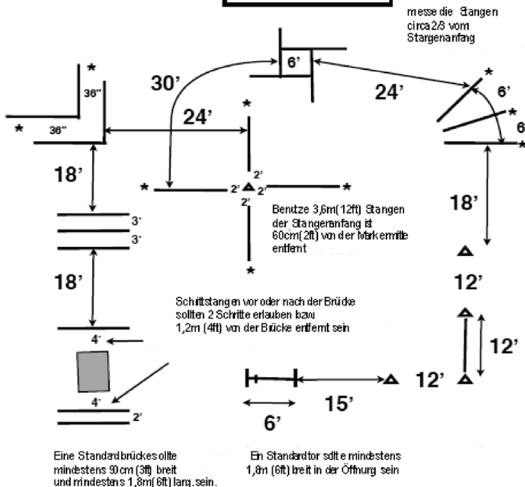 messe die Stangen
circa 2/3 vom
Stangenanfang
*
36"
*
36"
30'
24'
6'
24'
*
*
6'
6
*
18'
3'
3'
18'
*
2'
*
2'
2'
*
2'
*
Benutze 3,6m(12ft) Stangen
der Stangenanfang ist
60cm(2ft) von der Markermitte
entfernt
18'
12'
12'
Schrittstangen vor oder nach der Brücke
sollten 2 Schritte erlauben bzw
1,2m (4ft) von der Brücke entfernt sein
4'
4'
2'
6'
15'
12'
Eine Standardbrücke sollte
mindestens 90cm (3ft) breit
und mindestens 1,8m(6ft) lang.sein.
Ein Standardtor sollte mindestens
1,8m (6ft) breit in der Öffnung sein